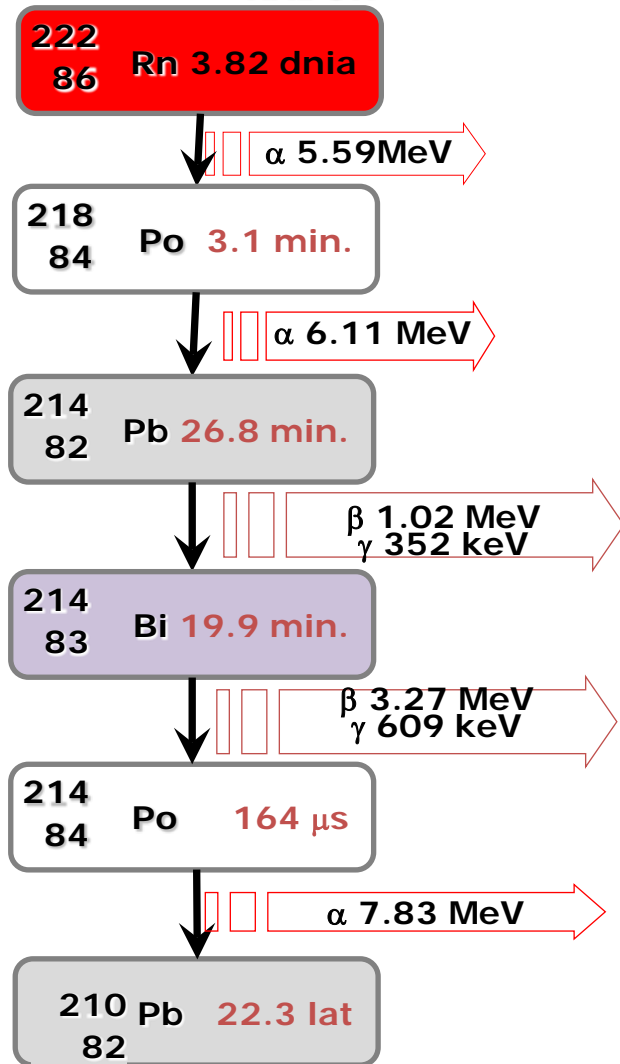 222
86 Rn 3.82 dnia
α 5.59MeV
218
84 Po 3.1 min.
α 6.11 MeV
214
82 Pb 26.8 min.
β 1.02 MeV
γ 352 keV
214
83 Bi 19.9 min.
β 3.27 MeV
γ 609 keV
214
84 Po 164 μs
α 7.83 MeV
210 Pb 22.3 lat
82